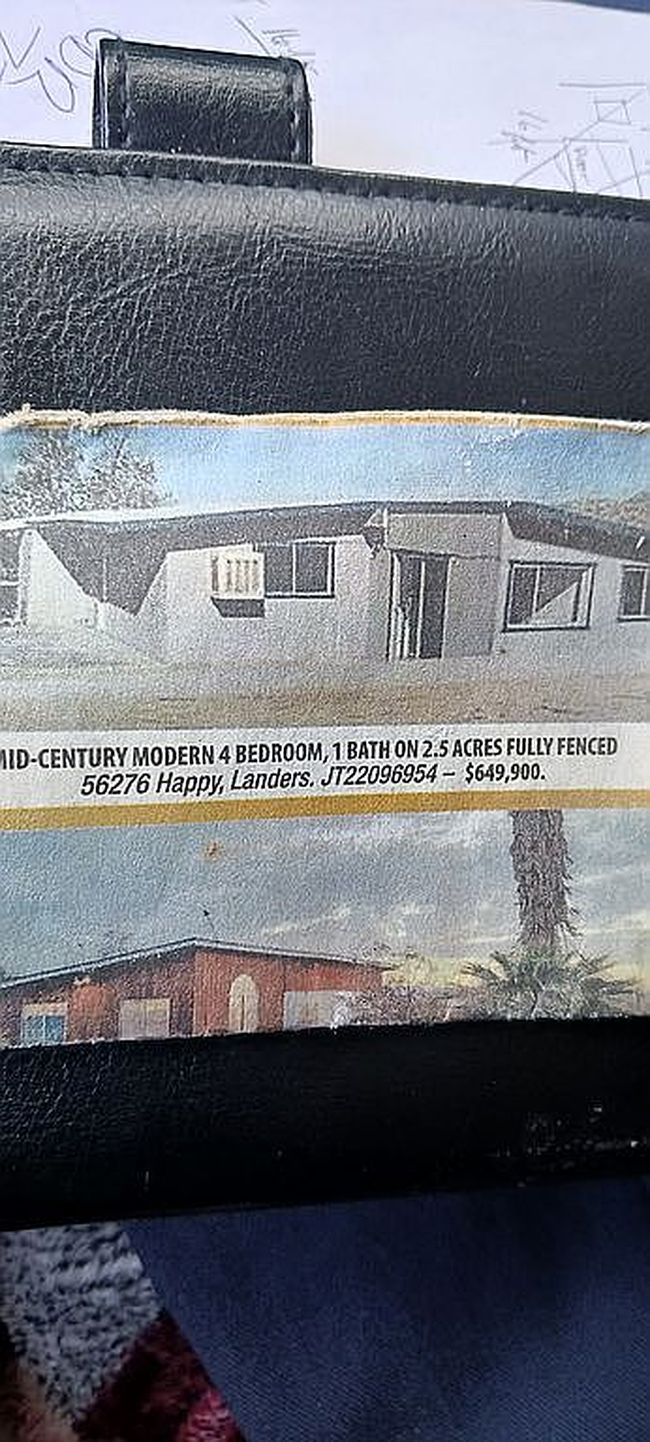 MID-CENTURY MODERN 4 BEDROOM, 1 BATH ON 2.5 ACRES FULLY FENCED
56276 Happy, Landers. JT22096954 – $649,900.